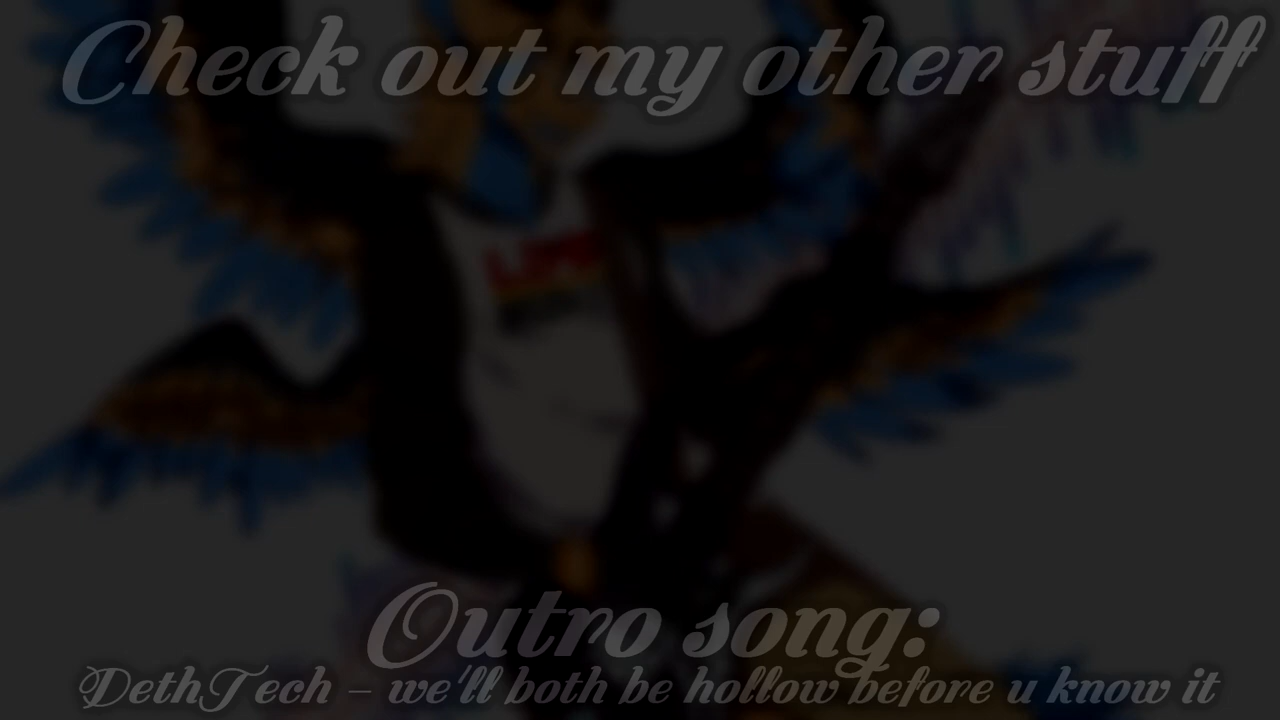 Check out my other stuff
Outro song:
DethTech - we'll both be hollow before u know it